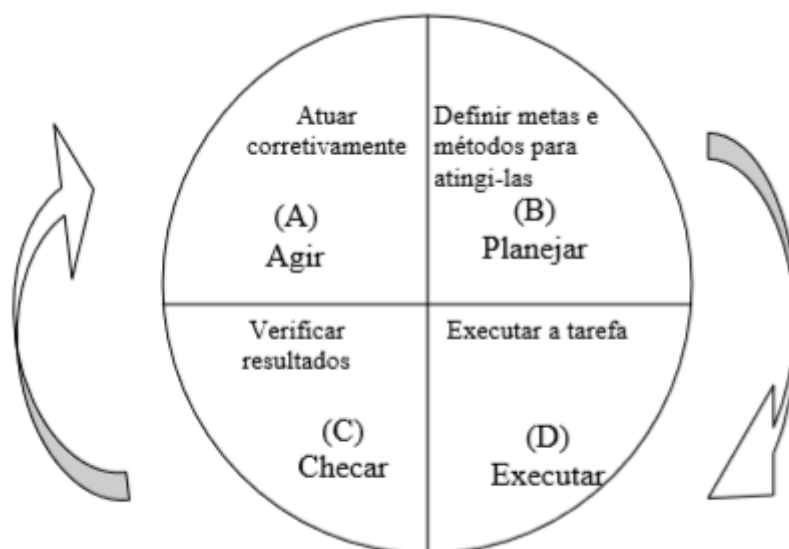 Atuar
corretivamente
(A)
Agir
Definir metas e
métodos para
atingi-las
(B)
Planejar
Verificar
resultados
(C)
Checar
Executar a tarefa
(D)
Executar